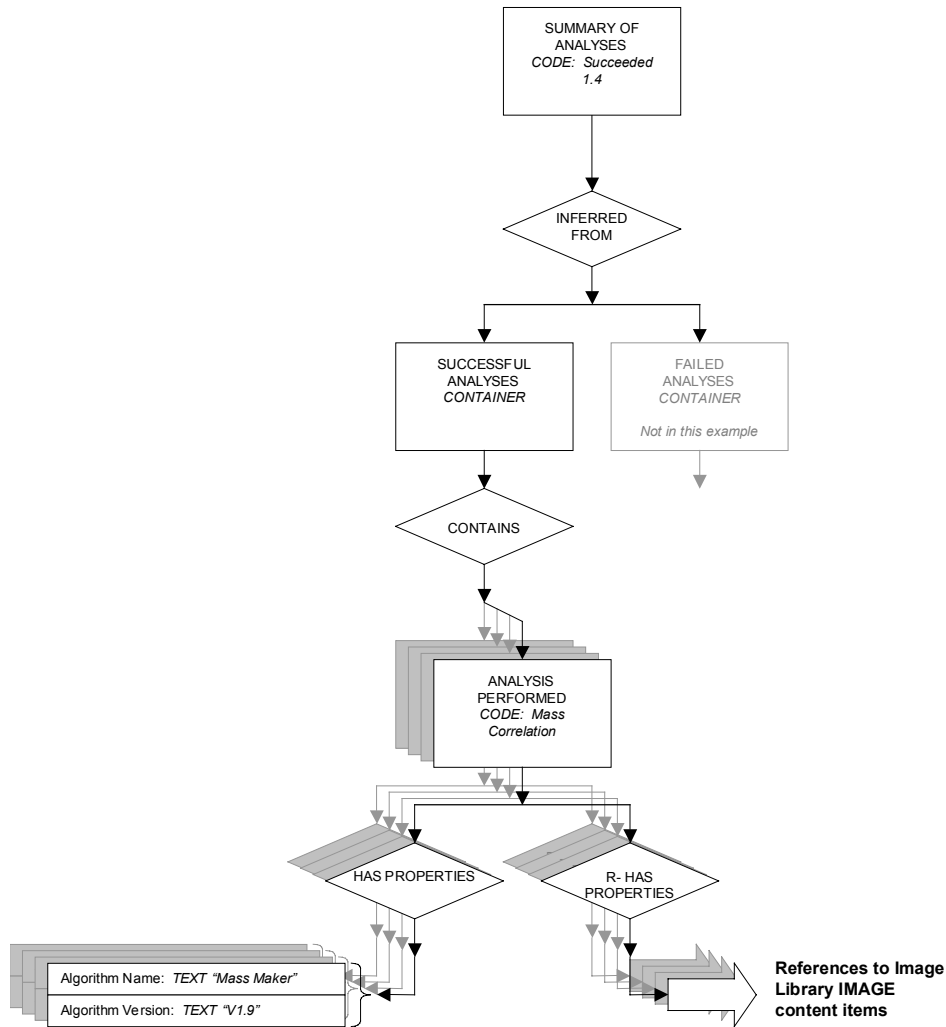 SUMMARY OF
ANALYSES
CODE: Succeeded
1.4
INFERRED
FROM
SUCCESSFUL
ANALYSES
CONTAINER
FAILED
ANALYSES
CONTAINER
Not in this example
CONTAINS
ANALYSIS
PERFORMED
CODE: Mass
Correlation
HAS PROPERTIES
R- HAS
PROPERTIES
Algorithm Name: TEXT “Mass Maker”
Algorithm Version: TEXT “V1.9”
References to Image
Library IMAGE
content items